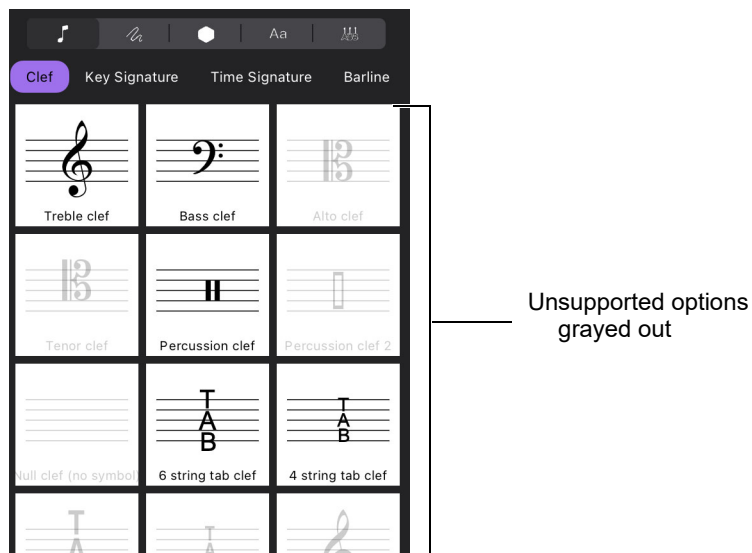 Aa
Clef Key Signature Time Signature Barline
Treble clef Bass clef Alto clef
Tenor clef Percussion clef Percussion clef 2
Null clef (no symbol) 6 string tab clef 4 string tab clef
T
A
B
T
A
B
T
A
T
A
Unsupported options
grayed out